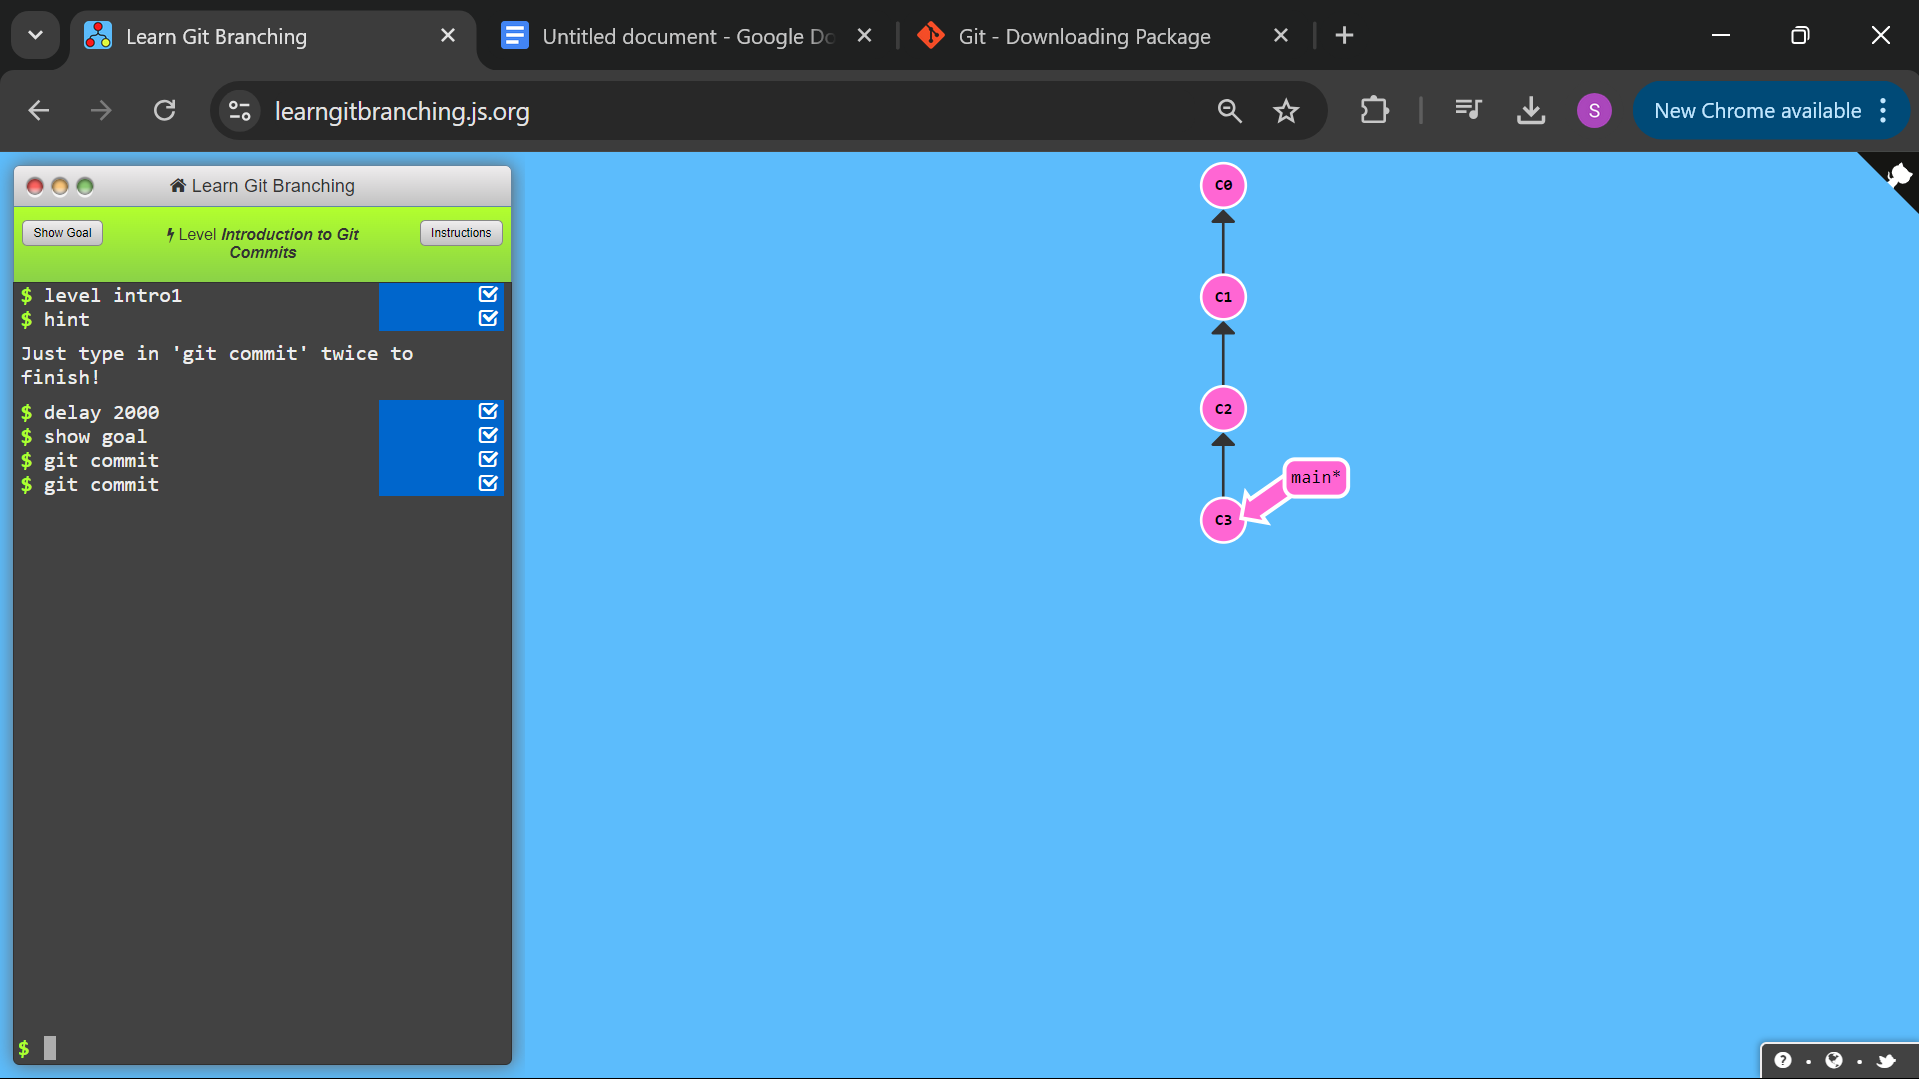 Learn Git Branching
Untitled document - Google Do
Git - Downloading Package
learngitbranching.js.org
S
New Chrome available
Learn Git Branching
Show Goal
Level Introduction to Git Commits
Instructions
$ level intro1
$ hint
Just type in 'git commit' twice to
finish!
$ delay 2000
$ show goal
$ git commit
$ git commit
$
C0
C1
C2
main*
C3
?